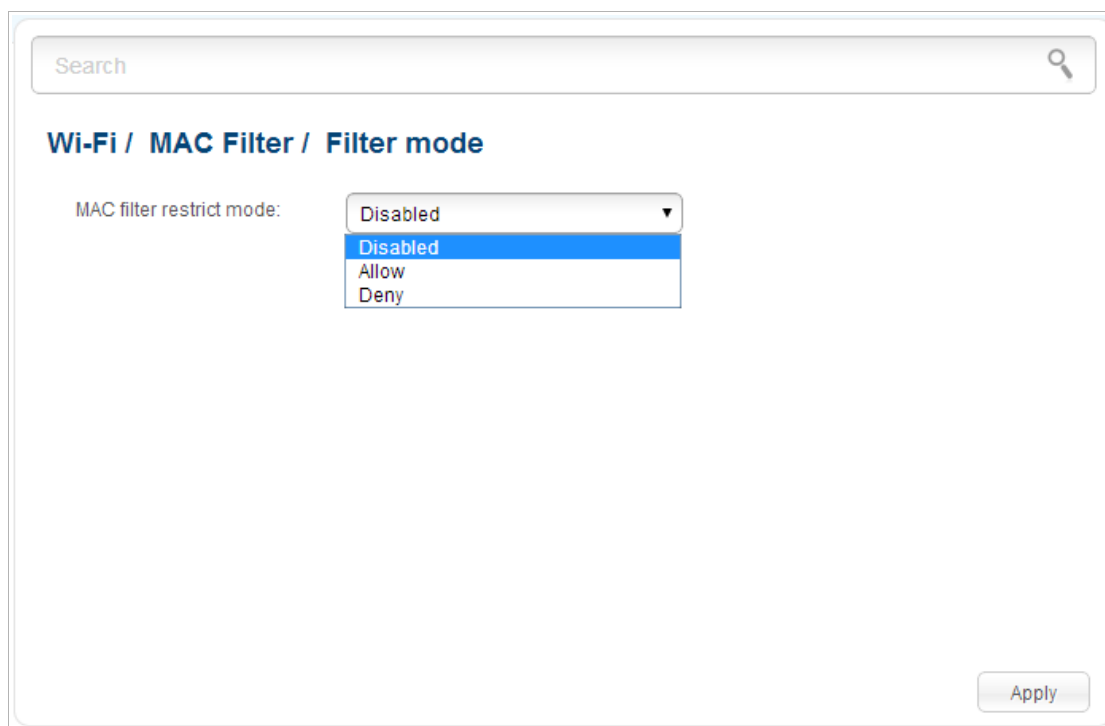 Search
Wi-Fi / MAC Filter / Filter mode
MAC filter restrict mode: Disabled
Disabled
Allow
Deny
Apply